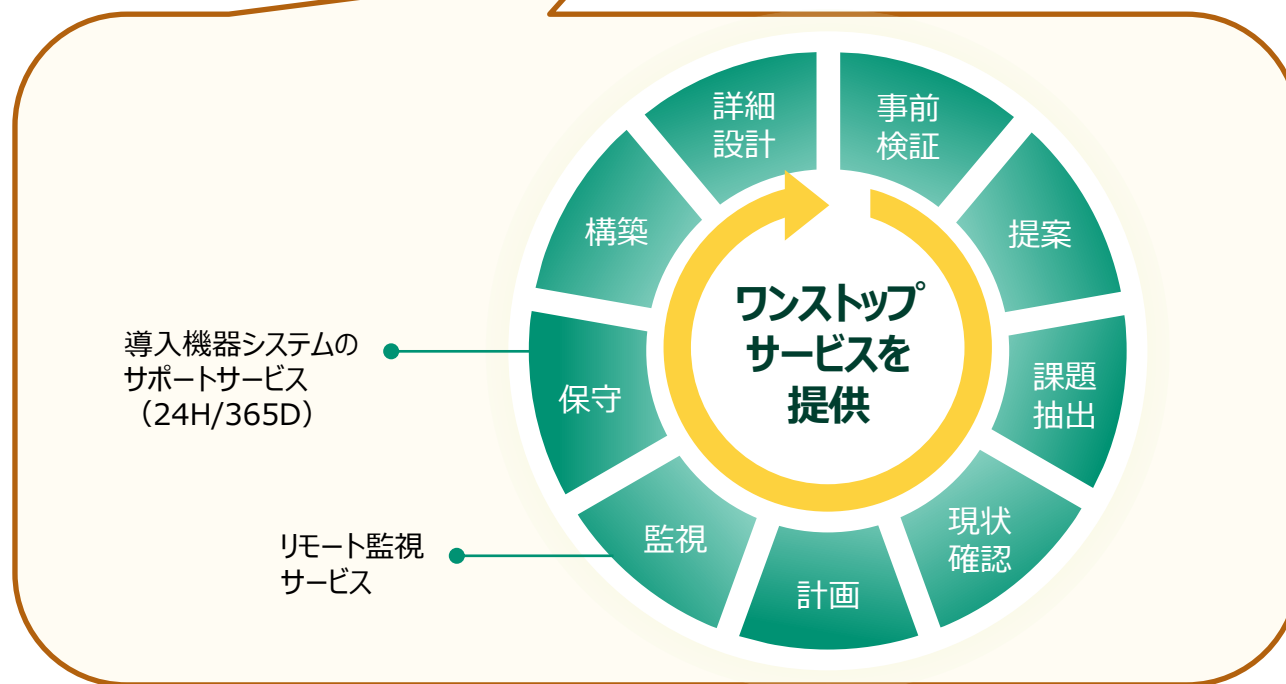 詳細
設計
事前
検証
構築
提案
ワンストップ
サービスを
提供
導入機器システムの
サポートサービス
（24H/365D）
保守
課題
抽出
リモート監視
サービス
監視
現状
確認
計画